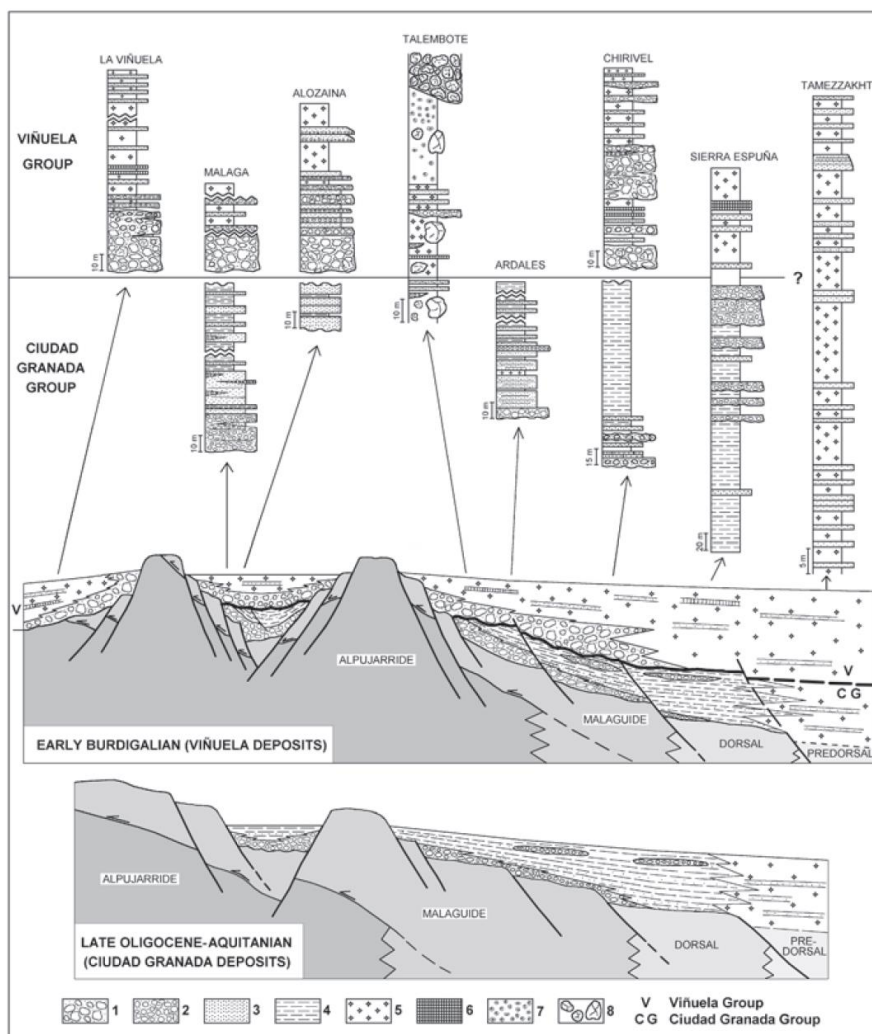 TALEMBOTE
LA VIÑUELA
CHIRIVEL
ALOZAINA
TAMEZZAKHT
VIÑUELA
GROUP
SIERRA ESPUÑA
MALAGA
ARDALES
10 m
10 m
10 m
10 m
10 m
?
CIUDAD
GRANADA
GROUP
10 m
10 m
10 m
15 m
20 m
5 m
V
ALPUJARRIDE
V
C G
MALAGUIDE
EARLY BURDIGALIAN (VIÑUELA DEPOSITS)
DORSAL
PREDORSAL
ALPUJARRIDE
MALAGUIDE
LATE OLIGOCENE-AQUITANIAN
(CIUDAD GRANADA DEPOSITS)
DORSAL
PRE-
DORSAL
1 2 3 4 5 6 7 8 V Viñuela Group
C G Ciudad Granada Group